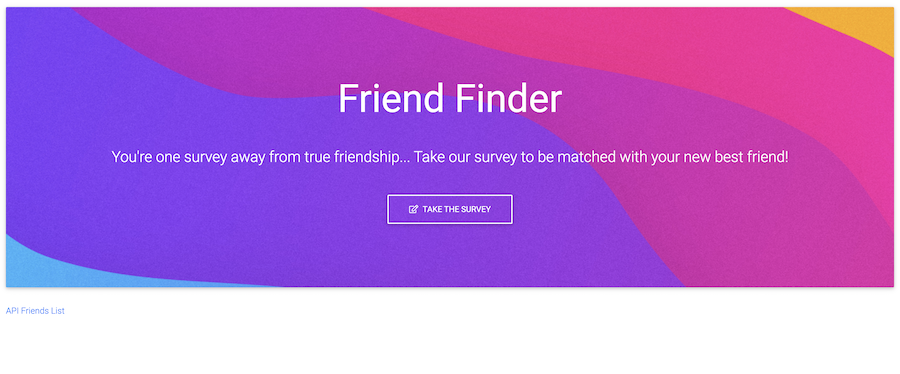 Friend Finder
You're one survey away from true friendship... Take our survey to be matched with your new best friend!
TAKE THE SURVEY
API Friends List